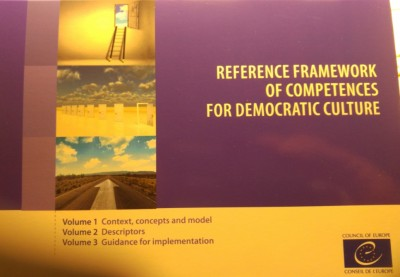 REFERENCE FRAMEWORK
OF COMPETENCES
FOR DEMOCRATIC CULTURE
Volume 1 Context, concepts and model
Volume 2 Descriptors
Volume 3 Guidance for implementation
COUNCIL OF EUROPE
CONSEIL DE L'EUROPE